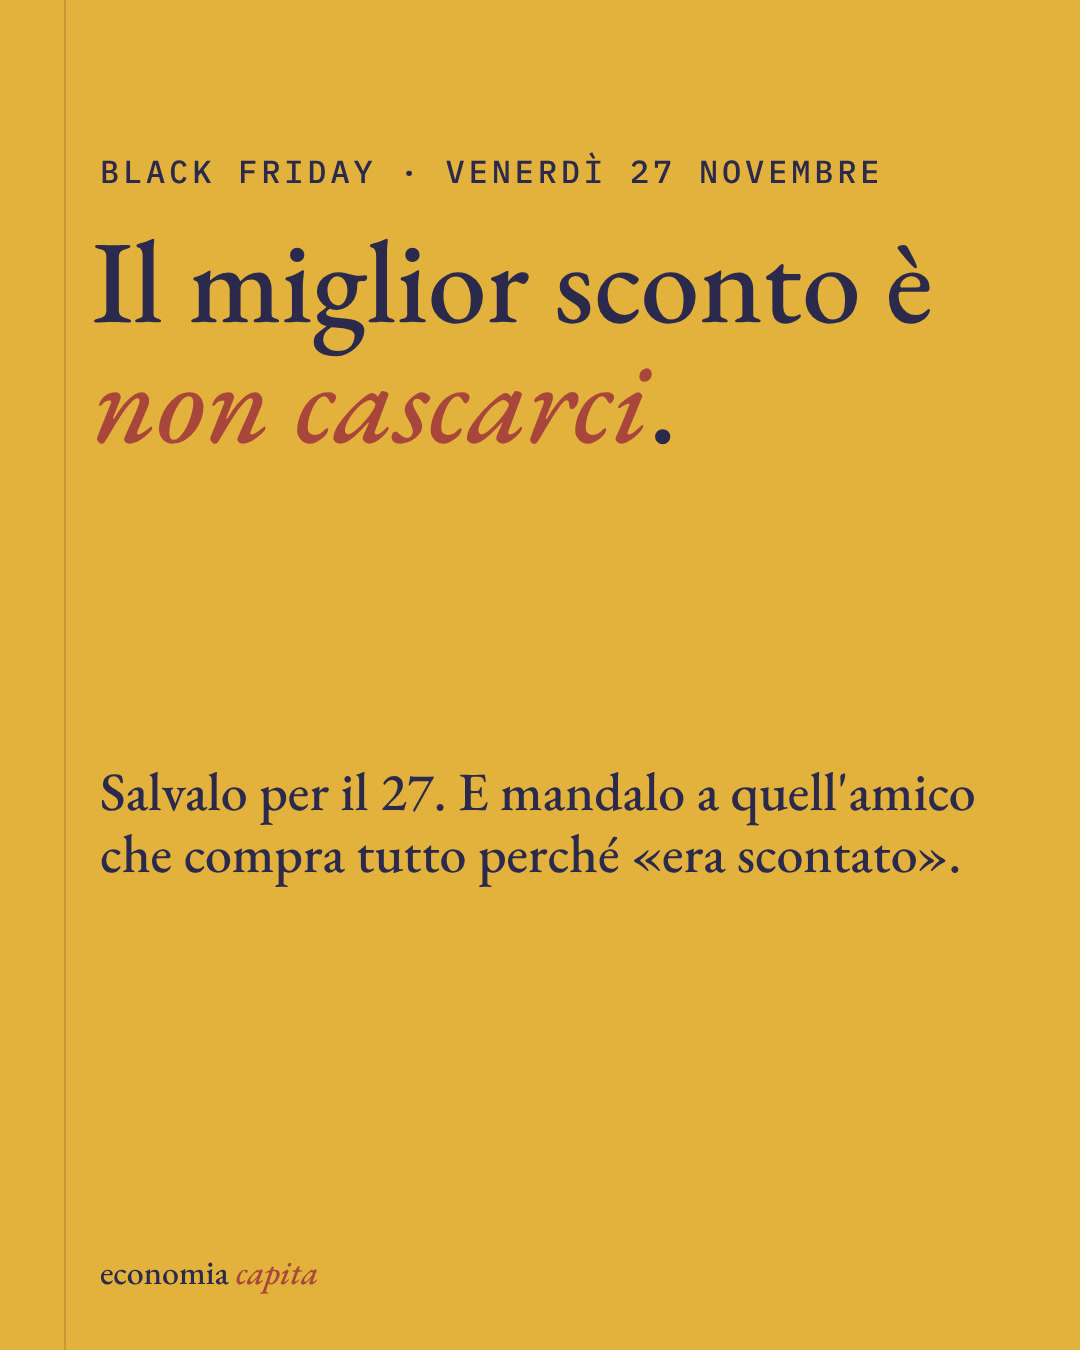 BLACK FRIDAY · VENERDÌ 27 NOVEMBRE
Il miglior sconto è
non cascarci.
Salvalo per il 27. E mandalo a quell'amico
che compra tutto perché «era scontato».
economia capita